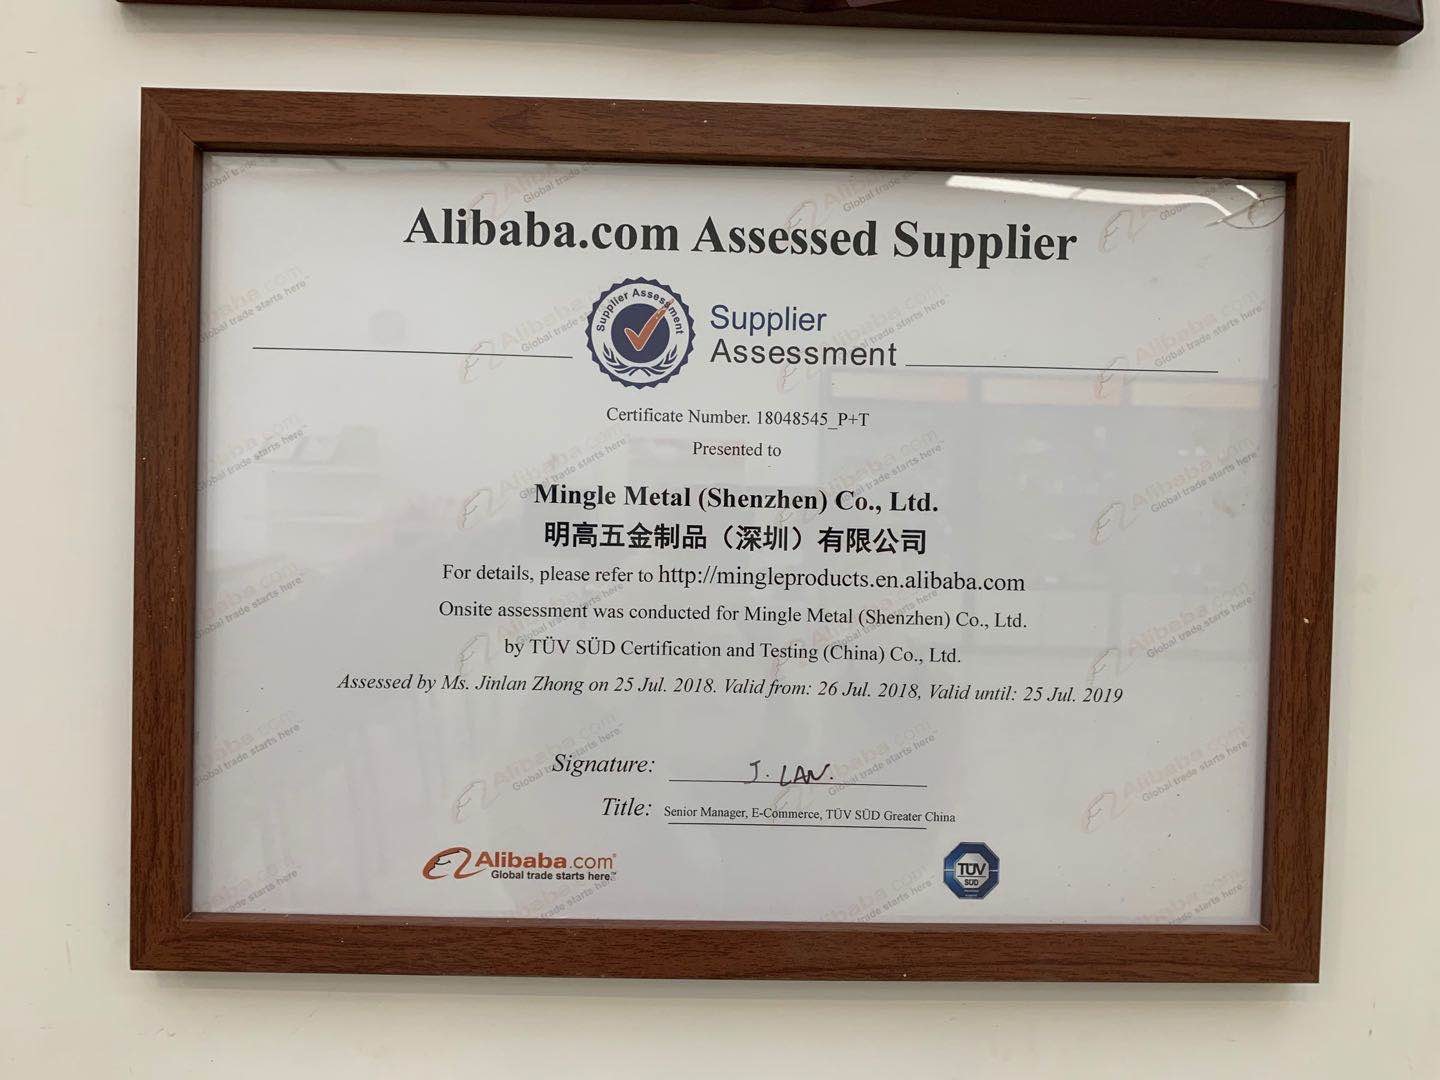 Alibaba.com Assessed Supplier
Supplier Assessment
Supplier
Assessment
Certificate Number. 18048545_P+T
Presented to
Mingle Metal (Shenzhen) Co., Ltd.
明高五金制品（深圳）有限公司
For details, please refer to http://mingleproducts.en.alibaba.com
Onsite assessment was conducted for Mingle Metal (Shenzhen) Co., Ltd.
by TÜV SÜD Certification and Testing (China) Co., Ltd.
Assessed by Ms. Jinlan Zhong on 25 Jul. 2018. Valid from: 26 Jul. 2018, Valid until: 25 Jul. 2019
Signature: J. LAN.
Title: Senior Manager, E-Commerce, TÜV SÜD Greater China
Alibaba.com®
Global trade starts here.™
TÜV
SÜD